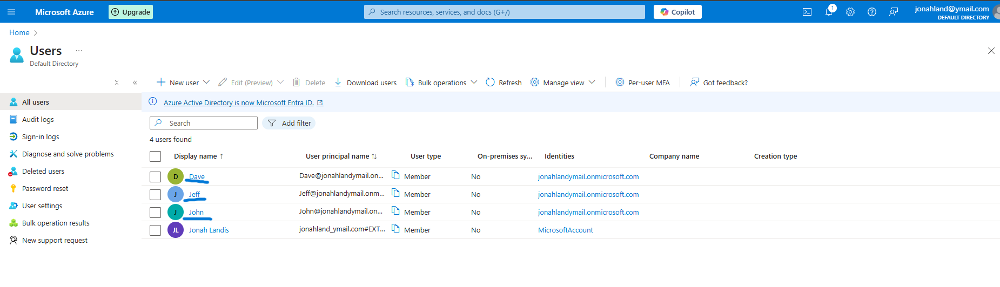 Microsoft Azure Upgrade Search resources, services, and docs (G+/) Copilot 1 jonahland@ymail.com
DEFAULT DIRECTORY
Home >
Users ...
Default Directory
New user Edit (Preview) Delete Download users Bulk operations Refresh Manage view Per-user MFA Got feedback?
All users
Audit logs
Sign-in logs
Diagnose and solve problems
Deleted users
Password reset
User settings
Bulk operation results
New support request
Azure Active Directory is now Microsoft Entra ID.
Search Add filter
4 users found
Display name ↑ User principal name ↑↓ User type On-premises sy... Identities Company name Creation type
D Dave Dave@jonahlandymail.on... Member No jonahlandymail.onmicrosoft.com
J Jeff Jeff@jonahlandymail.onm... Member No jonahlandymail.onmicrosoft.com
J John John@jonahlandymail.on... Member No jonahlandymail.onmicrosoft.com
JL Jonah Landis jonahland_ymail.com#EXT... Member No MicrosoftAccount